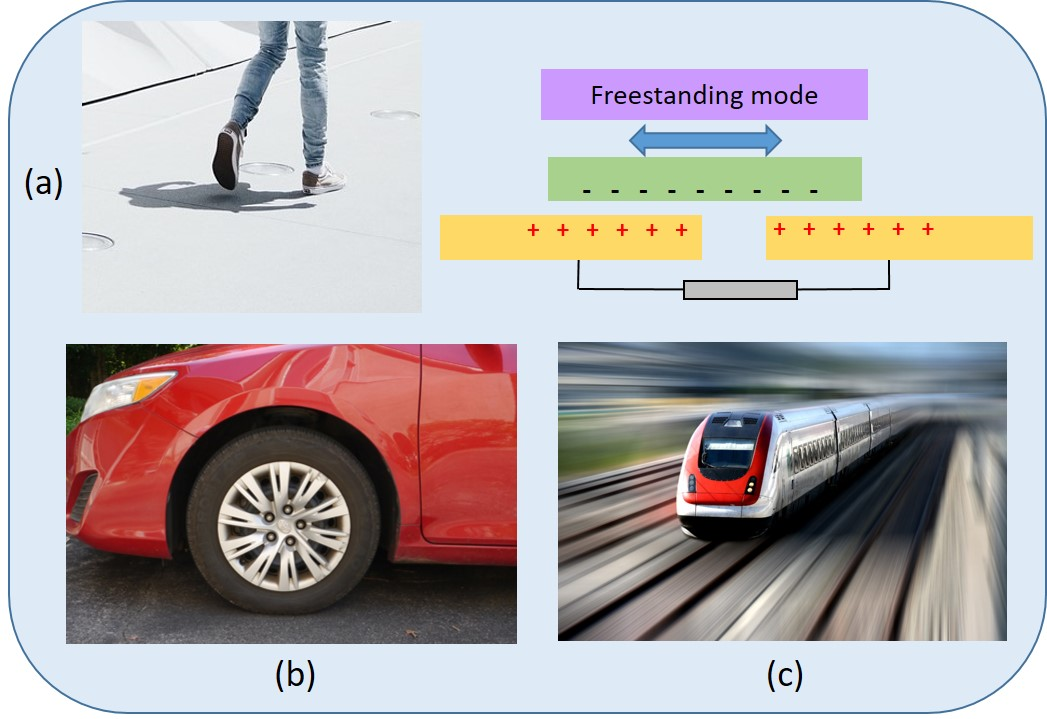 (a)
Freestanding mode
- - - - - - - - -
+ + + + + + + + + + + +
(b)
(c)